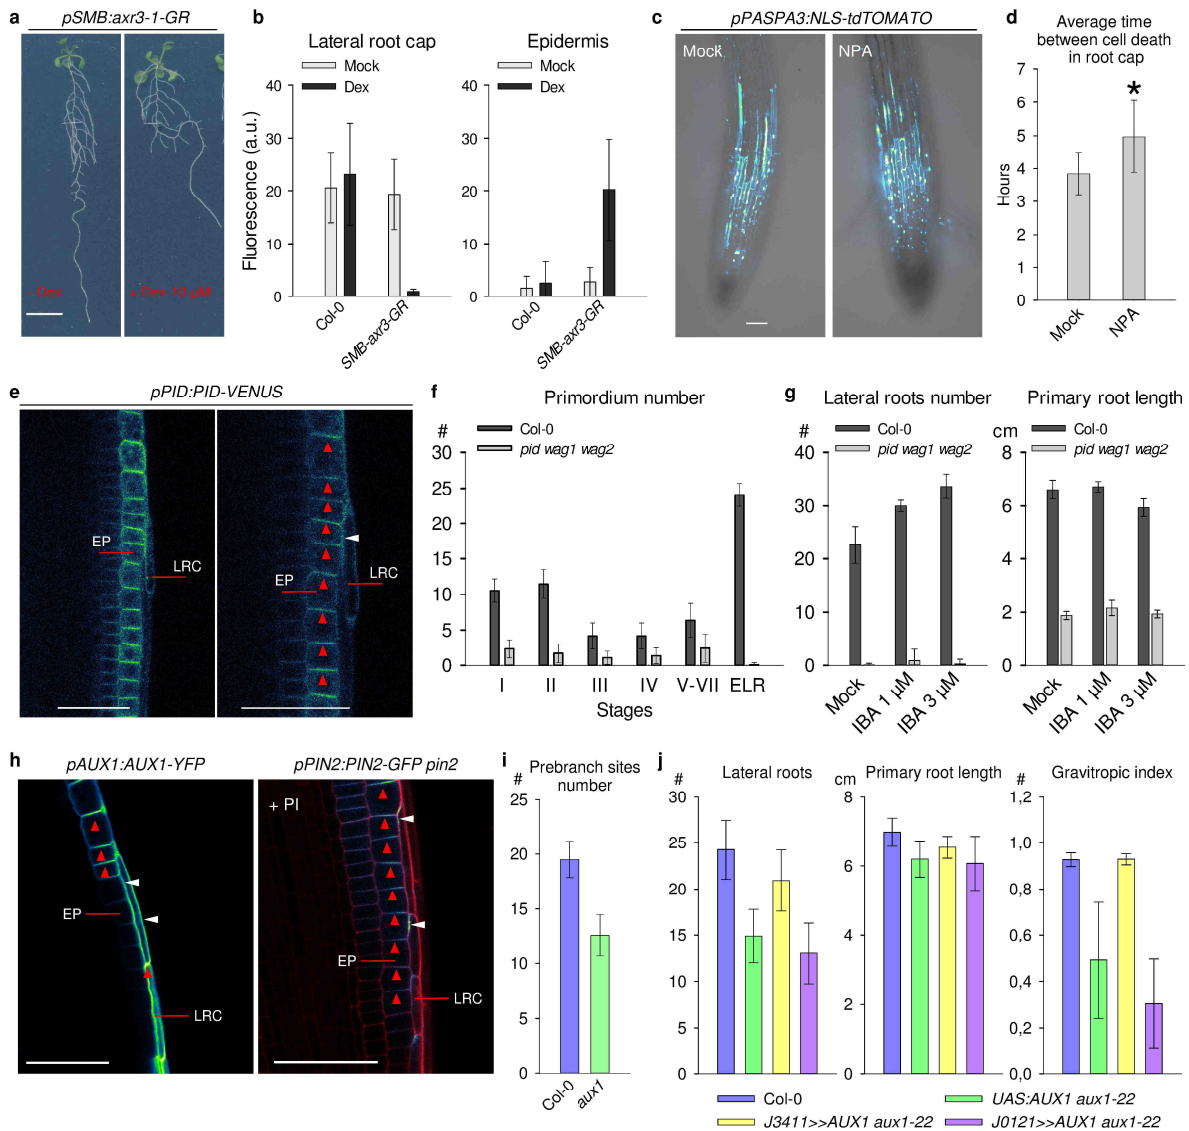 a
pSMB:axr3-1-GR
Dex
+ Dex 10 µM
b
Lateral root cap
Mock
Dex
Epidermis
Mock
Dex
Fluorescence (a.u.)
40
30
20
10
0
Col-0
SMB-axr3-GR
40
30
20
10
0
Col-0
SMB-axr3-GR
c
pPASPA3:NLS-tdTOMATO
Mock
NPA
d
Average time
between cell death
in root cap
Hours
7
6
5
4
3
2
1
0
*
Mock
NPA
e
pPID:PID-VENUS
EP
LRC
EP
LRC
f
Primordium number
#
Col-0
pid wag1 wag2
30
25
20
15
10
5
0
I II III IV V-VII ELR
Stages
g
Lateral roots number
#
Col-0
pid wag1 wag2
40
30
20
10
0
Mock
IBA 1 µM
IBA 3 µM
Primary root length
cm
Col-0
pid wag1 wag2
8
6
4
2
0
Mock
IBA 1 µM
IBA 3 µM
h
pAUX1:AUX1-YFP
EP
LRC
pPIN2:PIN2-GFP pin2
+ PI
EP
LRC
i
Prebranch sites
number
#
25
20
15
10
5
0
Col-0
aux1
j
Lateral roots
#
30
25
20
15
10
5
0
Primary root length
cm
8
6
4
2
0
Gravitropic index
#
1,2
1,0
0,8
0,6
0,4
0,2
0,0
Col-0
UAS:AUX1 aux1-22
J3411>>AUX1 aux1-22
J0121>>AUX1 aux1-22